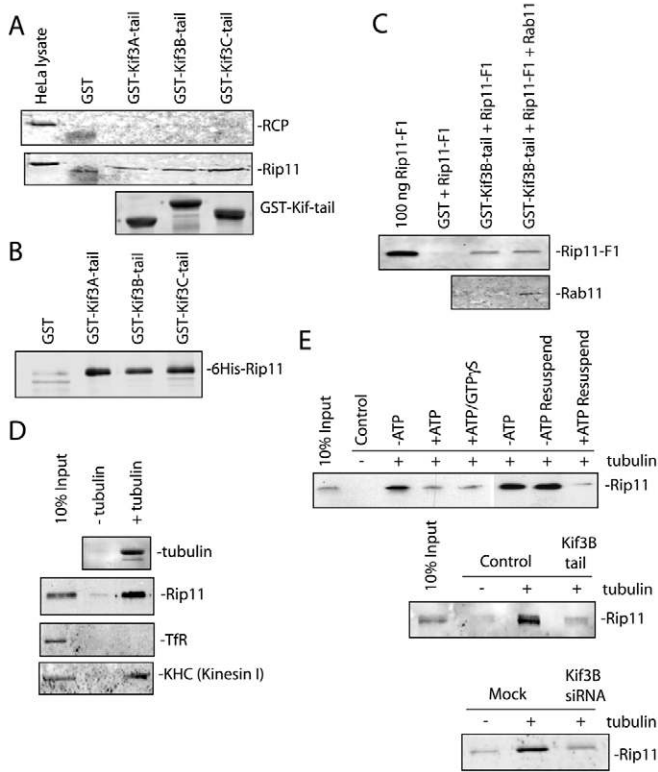 A
HeLa lysate
GST
GST-Kif3A-tail
GST-Kif3B-tail
GST-Kif3C-tail
-RCP
-Rip11
GST-Kif-tail
B
GST
GST-Kif3A-tail
GST-Kif3B-tail
GST-Kif3C-tail
-6His-Rip11
C
100 ng Rip11-F1
GST + Rip11-F1
GST-Kif3B-tail + Rip11-F1
GST-Kif3B-tail + Rip11-F1 + Rab11
-Rip11-F1
-Rab11
D
10% Input
- tubulin
+ tubulin
-tubulin
-Rip11
-TfR
-KHC (Kinesin I)
E
10% Input
Control
-ATP
+ATP
+ATP/GTPγS
-ATP
-ATP Resuspend
+ATP Resuspend
- + + + + + + tubulin
-Rip11
10% Input
Control
Kif3B
tail
- + + tubulin
-Rip11
Mock
Kif3B
siRNA
- + + tubulin
-Rip11